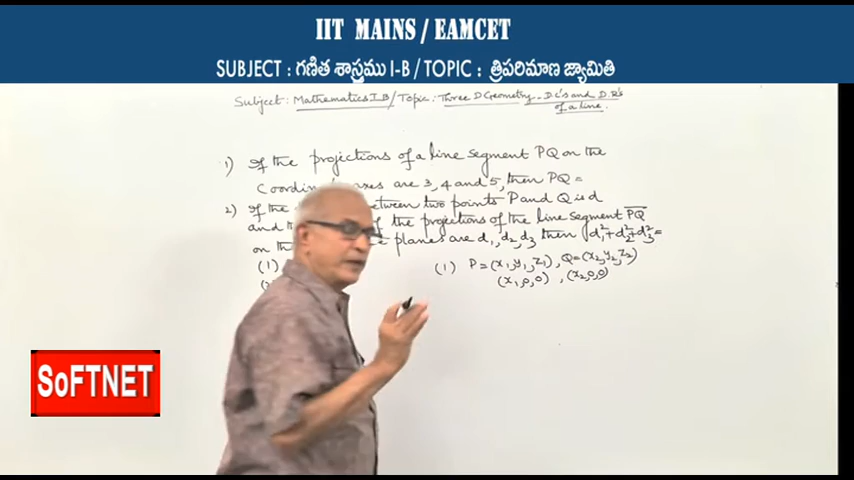 IIT MAINS / EAMCET
SUBJECT : గణిత శాస్త్రము I-B / TOPIC : త్రిపరిమాణ జ్యామితి
Subject: Mathematics I B / Topic: Three D Geometry - D.C's and D.R's
of a line.
1) If the projections of a line segment PQ on the
Coordin axes are 3, 4 and 5, then PQ =
2) If the between two points P and Q is d
and th of the projections of the line segment PQ
on the planes are d₁, d₂ d₃ then d₁²+d₂²+d₃²=
(1)
(1) P=(x₁,y₁,z₁), Q=(x₂,y₂,z₂)
(x₁,0,0) , (x₂,0,0)
SoFTNET